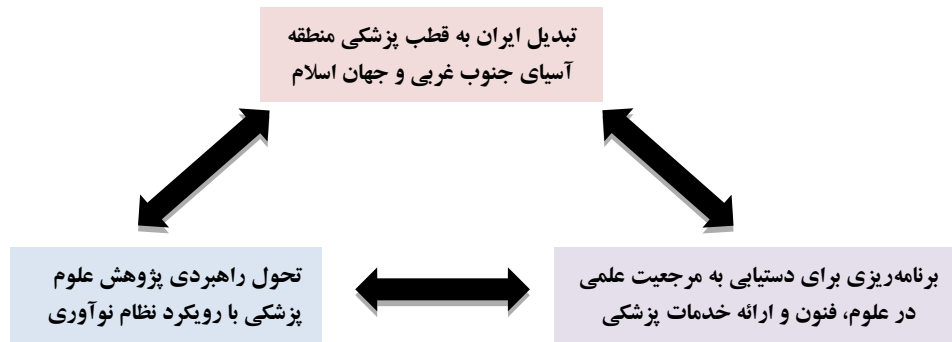 تبدیل ایران به قطب پزشکی منطقه
آسیای جنوب غربی و جهان اسلام
برنامه‌ریزی برای دستیابی به مرجعیت علمی
در علوم، فنون و ارائه خدمات پزشکی
تحول راهبردی پژوهش علوم
پزشکی با رویکرد نظام نوآوری